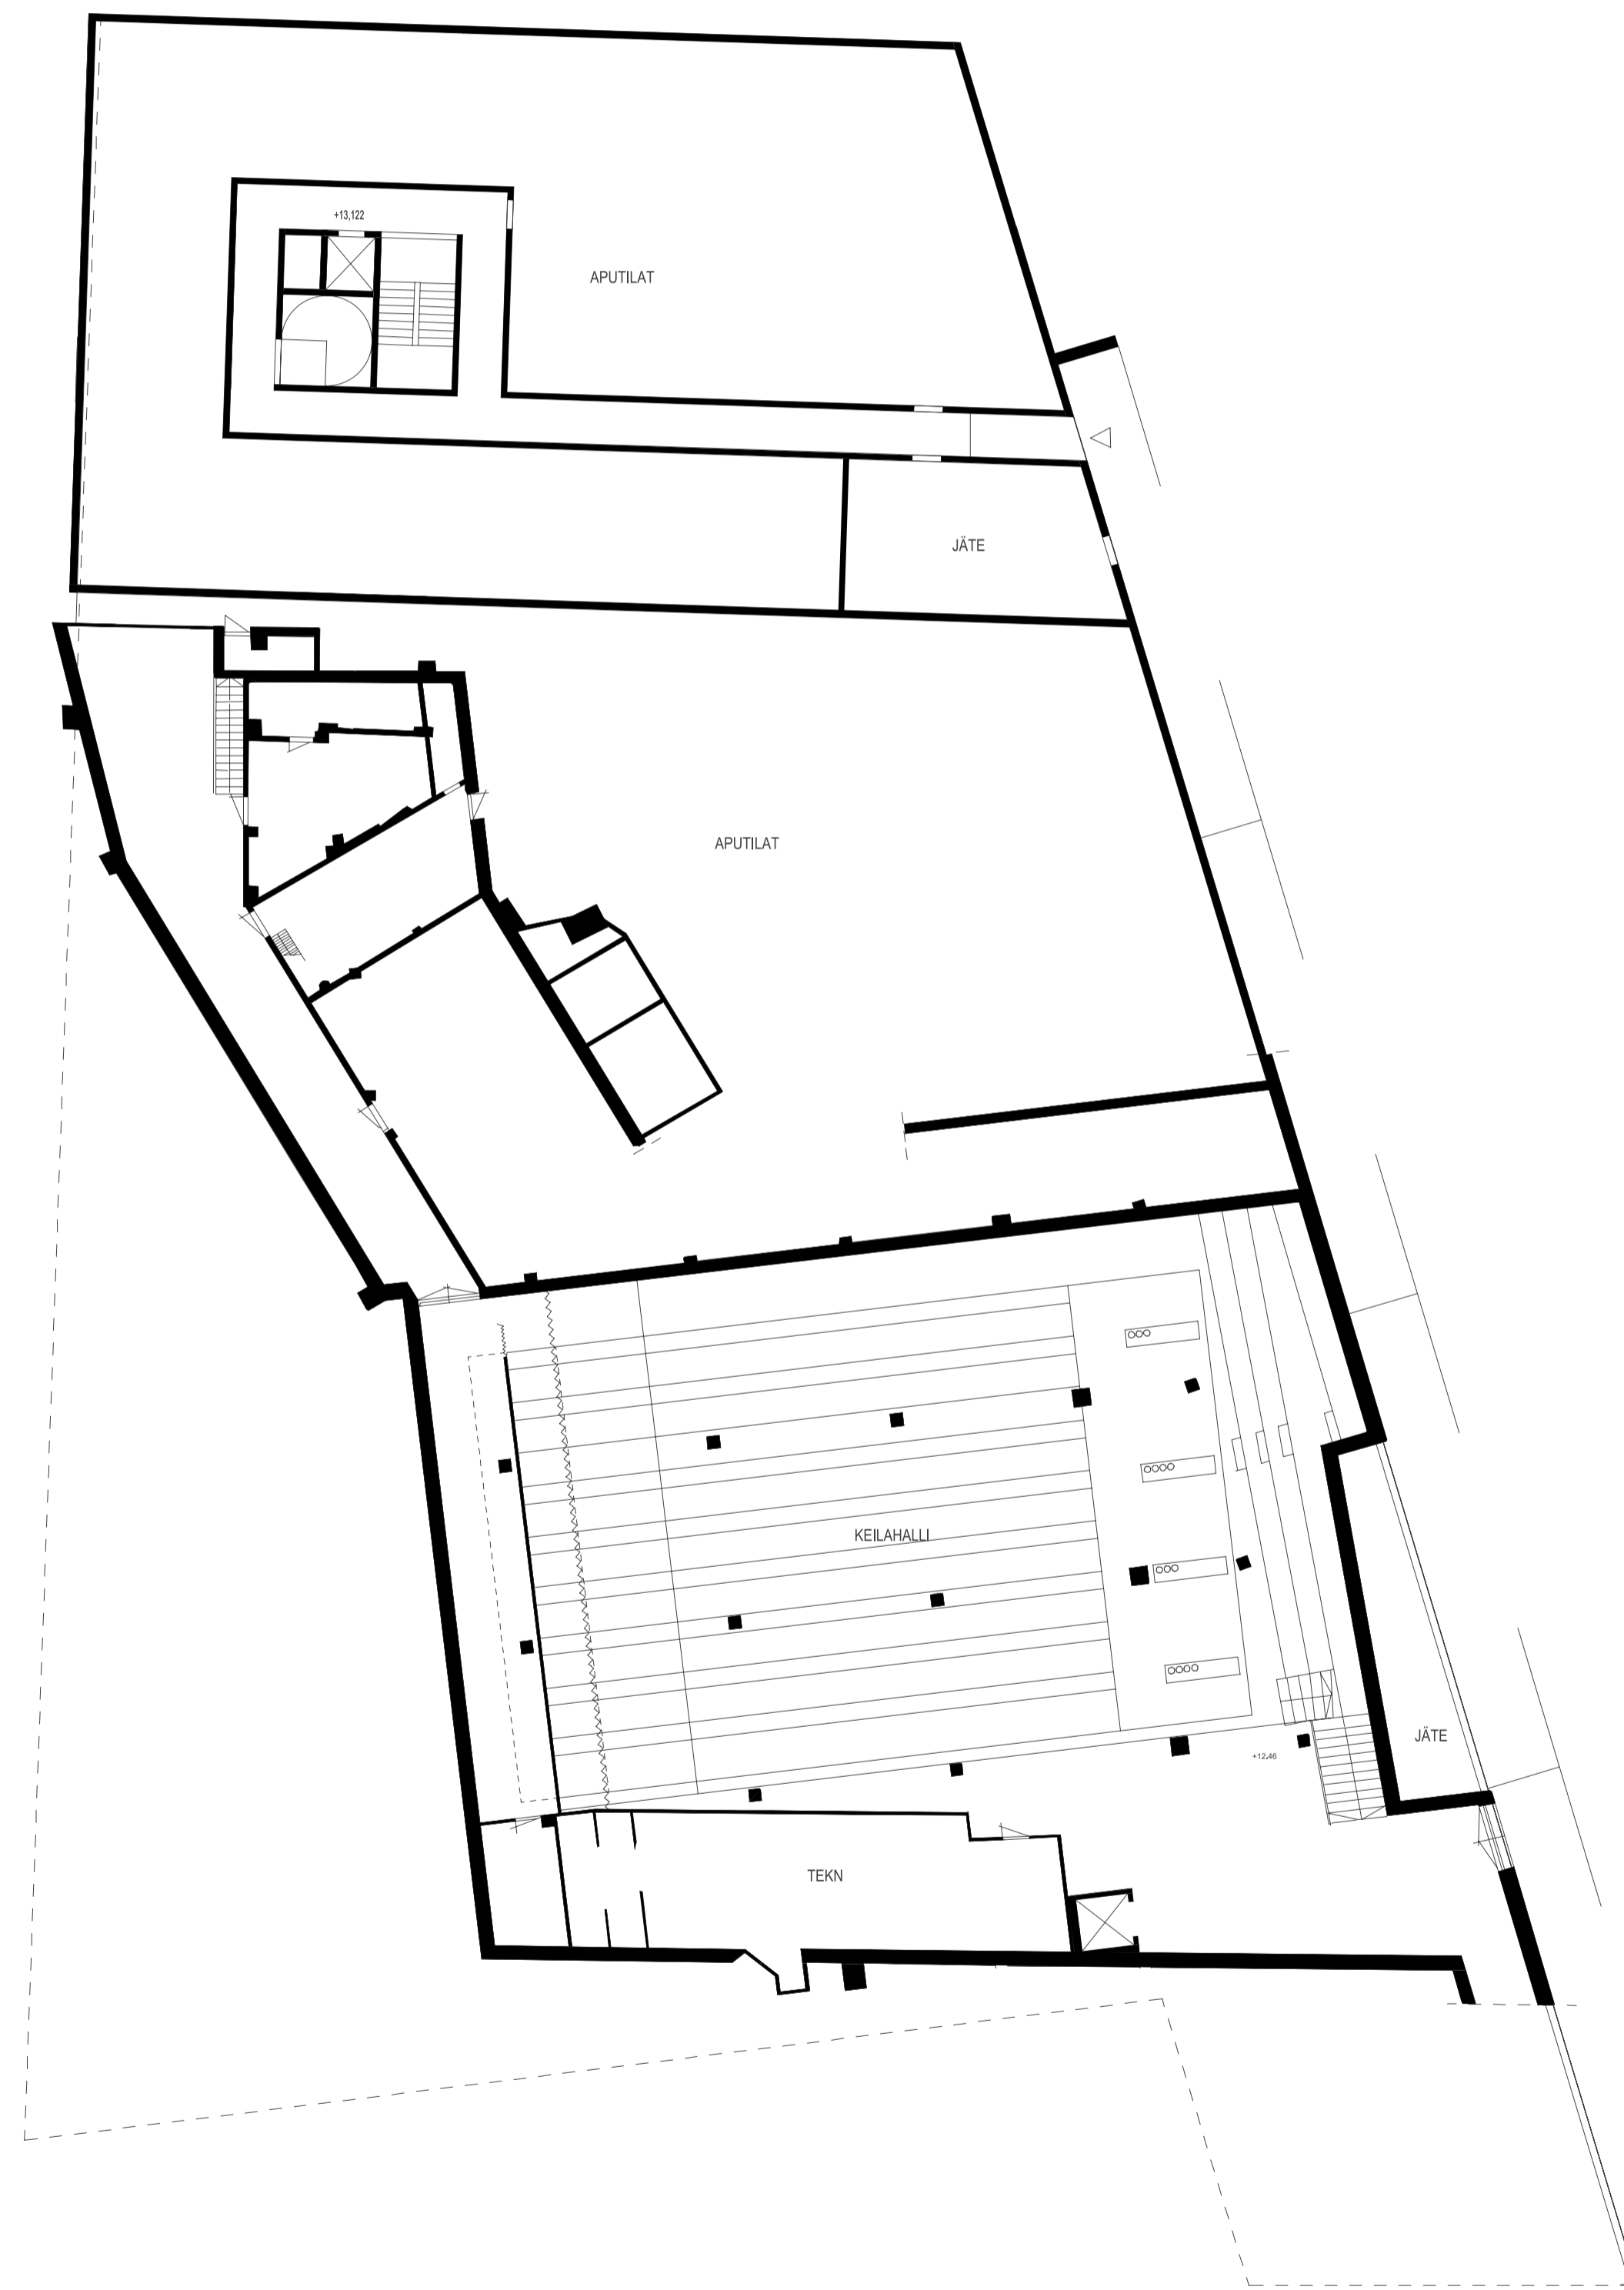 +13,122
APUTILAT
JÄTE
APUTILAT
KEILAHALLI
JÄTE
+12.46
TEKN